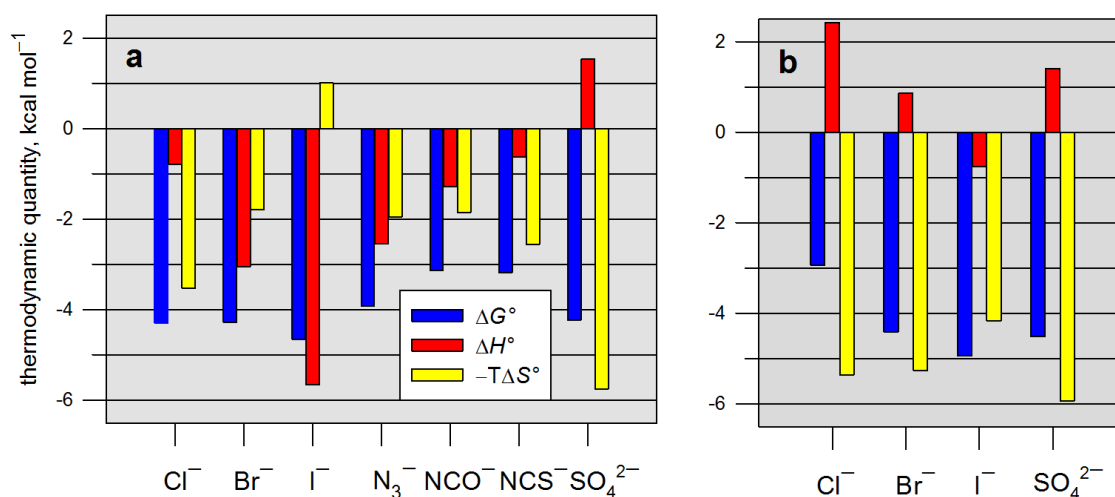 a
thermodynamic quantity, kcal mol⁻¹
2
0
-2
-4
-6
ΔG°
ΔH°
−TΔS°
Cl⁻ Br⁻ I⁻ N₃⁻ NCO⁻ NCS⁻ SO₄²⁻
b
2
0
-2
-4
-6
Cl⁻ Br⁻ I⁻ SO₄²⁻